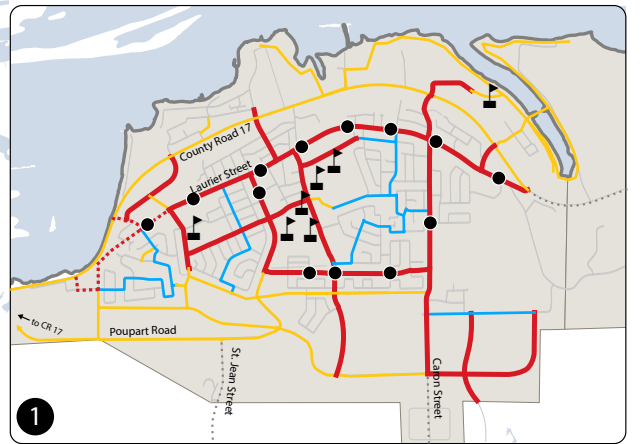 County Road 17
Laurier Street
to CR 17
Poupart Road
St. Jean Street
Caron Street
1